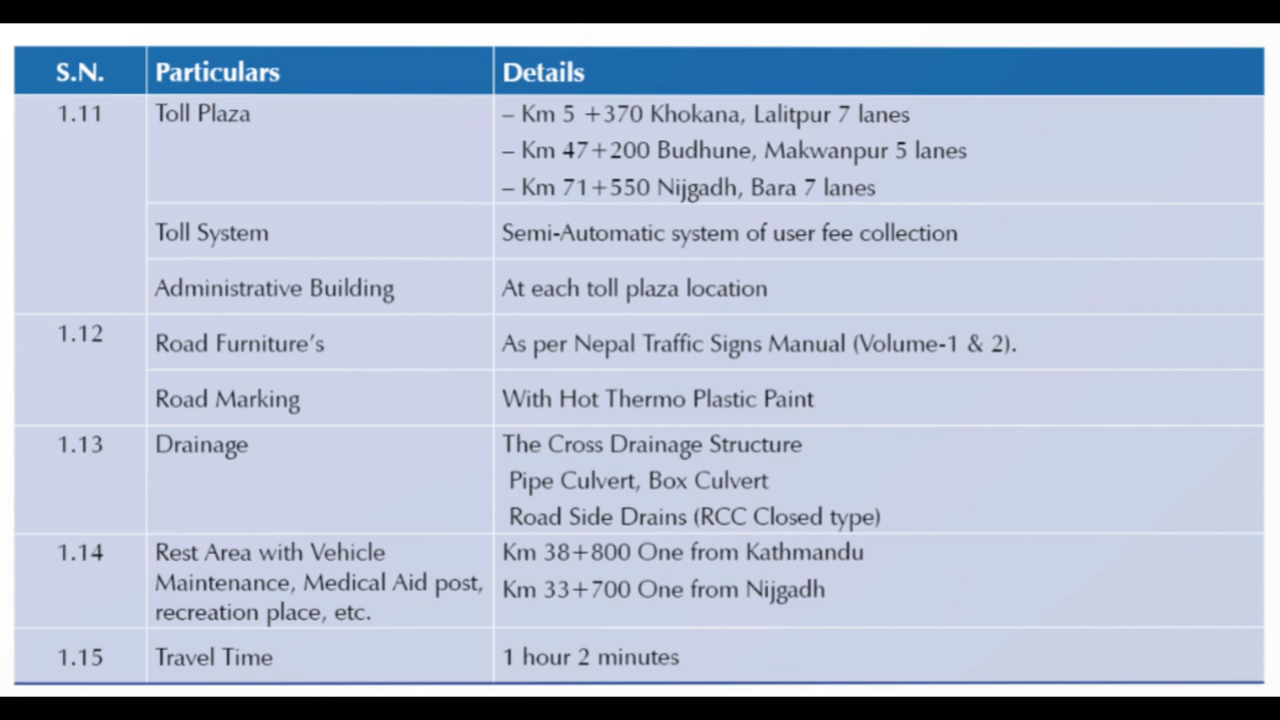 S.N. Particulars Details
1.11 Toll Plaza – Km 5 +370 Khokana, Lalitpur 7 lanes
– Km 47+200 Budhune, Makwanpur 5 lanes
– Km 71+550 Nijgadh, Bara 7 lanes
Toll System Semi-Automatic system of user fee collection
Administrative Building At each toll plaza location
1.12 Road Furniture's As per Nepal Traffic Signs Manual (Volume-1 & 2).
Road Marking With Hot Thermo Plastic Paint
1.13 Drainage The Cross Drainage Structure
Pipe Culvert, Box Culvert
Road Side Drains (RCC Closed type)
1.14 Rest Area with Vehicle Km 38+800 One from Kathmandu
Maintenance, Medical Aid post, Km 33+700 One from Nijgadh
recreation place, etc.
1.15 Travel Time 1 hour 2 minutes